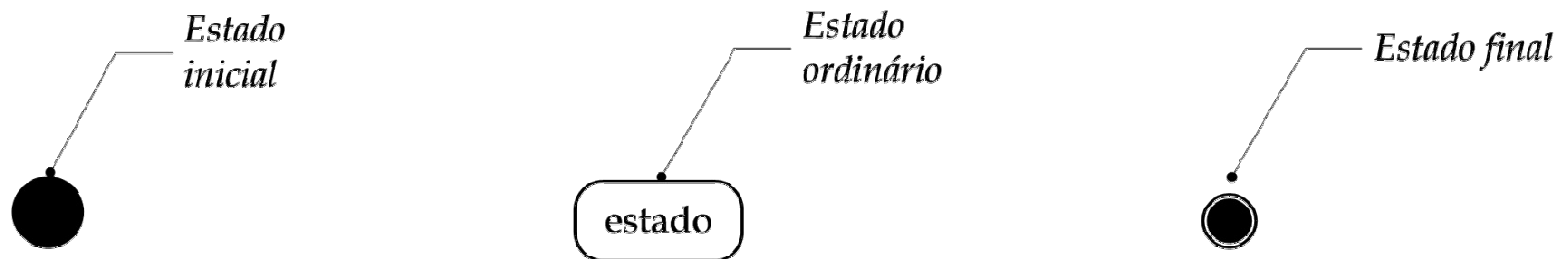 Estado
inicial
Estado
ordinário
Estado final
estado